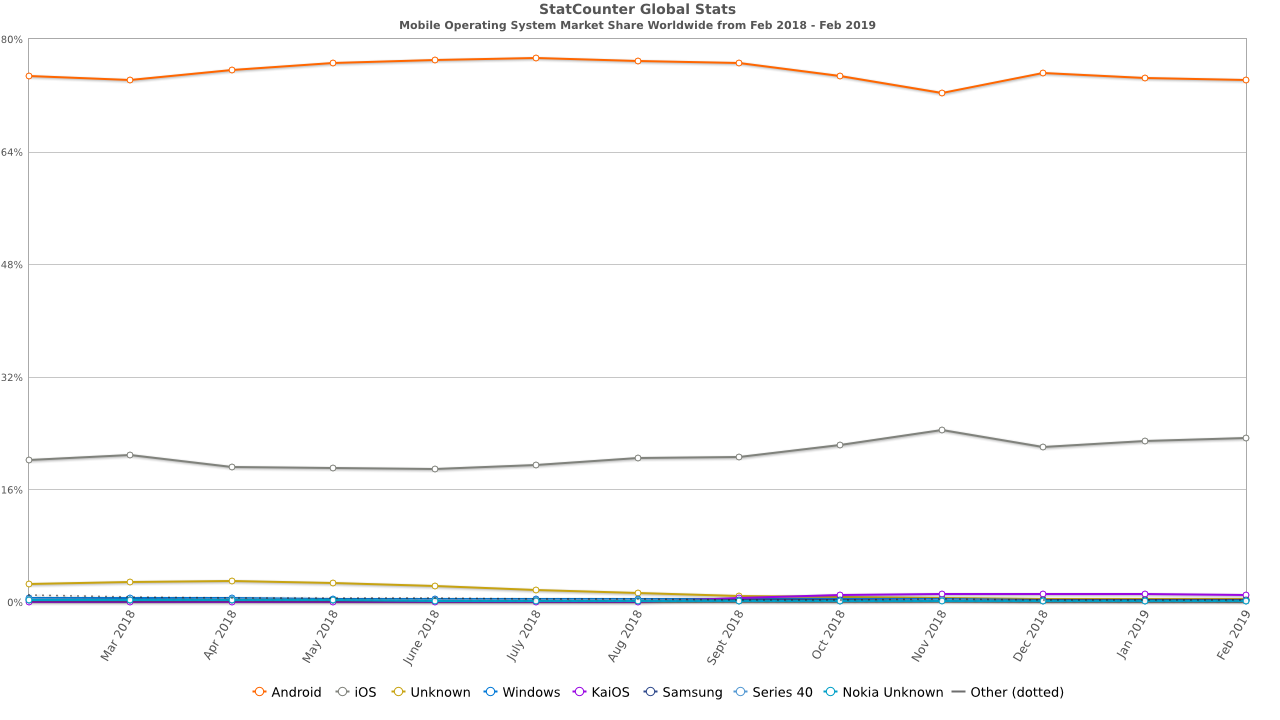 StatCounter Global Stats
Mobile Operating System Market Share Worldwide from Feb 2018 - Feb 2019
80%
64%
48%
32%
16%
0%
Mar 2018 Apr 2018 May 2018 June 2018 July 2018 Aug 2018 Sept 2018 Oct 2018 Nov 2018 Dec 2018 Jan 2019 Feb 2019
Android iOS Unknown Windows KaiOS Samsung Series 40 Nokia Unknown Other (dotted)